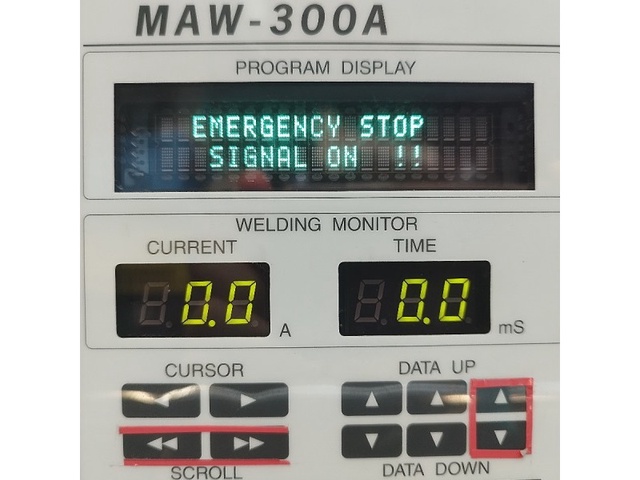 MAW-300A
PROGRAM DISPLAY
EMERGENCY STOP
SIGNAL ON !!
WELDING MONITOR
CURRENT TIME
0.0 A 0.0 mS
CURSOR DATA UP
SCROLL DATA DOWN